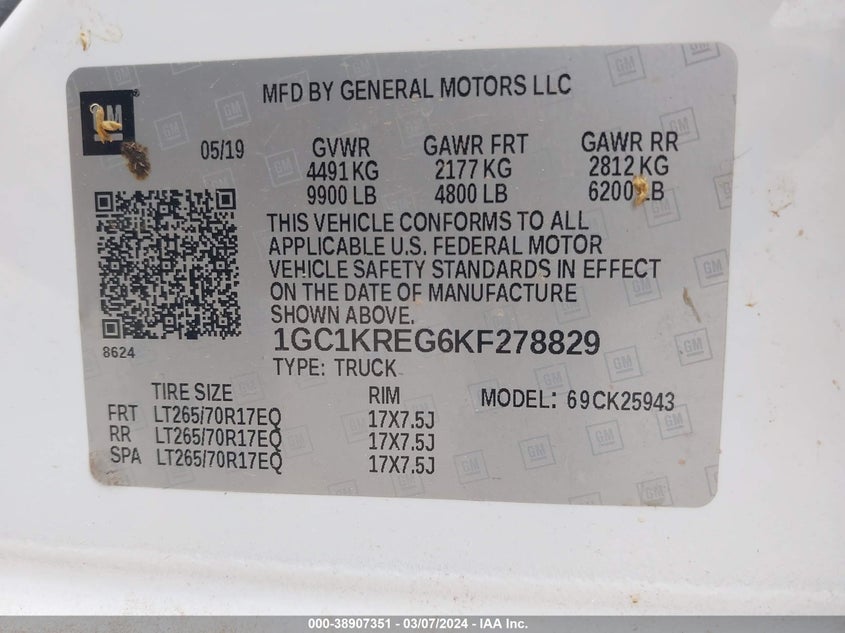 MFD BY GENERAL MOTORS LLC
GM
05/19 GVWR GAWR FRT GAWR RR
4491 KG 2177 KG 2812 KG
9900 LB 4800 LB 6200 LB
THIS VEHICLE CONFORMS TO ALL
APPLICABLE U.S. FEDERAL MOTOR
VEHICLE SAFETY STANDARDS IN EFFECT
ON THE DATE OF MANUFACTURE
SHOWN ABOVE.
8624
1GC1KREG6KF278829
TYPE: TRUCK
TIRE SIZE RIM MODEL: 69CK25943
FRT LT265/70R17EQ 17X7.5J
RR LT265/70R17EQ 17X7.5J
SPA LT265/70R17EQ 17X7.5J
000-38907351 — 03/07/2024 — IAA Inc.